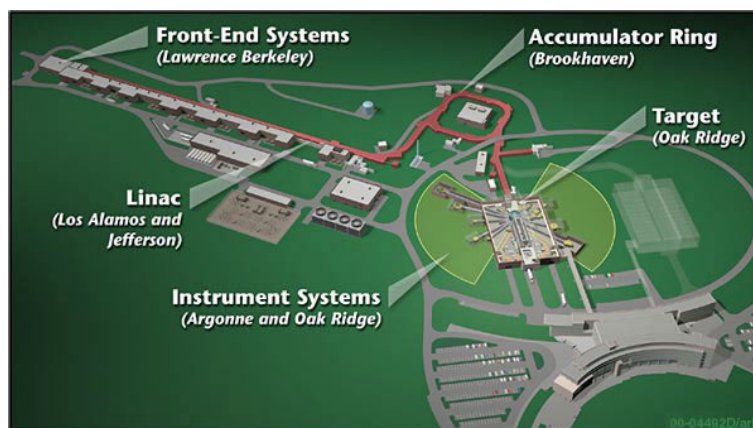 Front-End Systems
(Lawrence Berkeley)
Accumulator Ring
(Brookhaven)
Target
(Oak Ridge)
Linac
(Los Alamos and
Jefferson)
Instrument Systems
(Argonne and Oak Ridge)